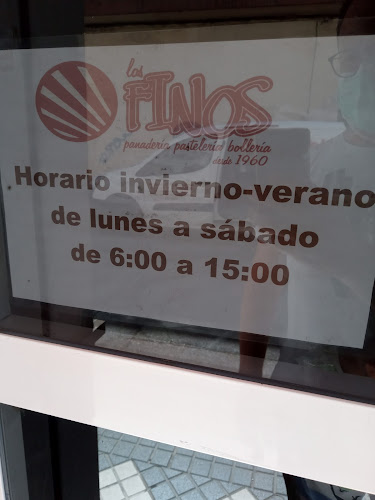 los
FINOS
panadería pastelería bollería
desde 1960
Horario invierno-verano
de lunes a sábado
de 6:00 a 15:00